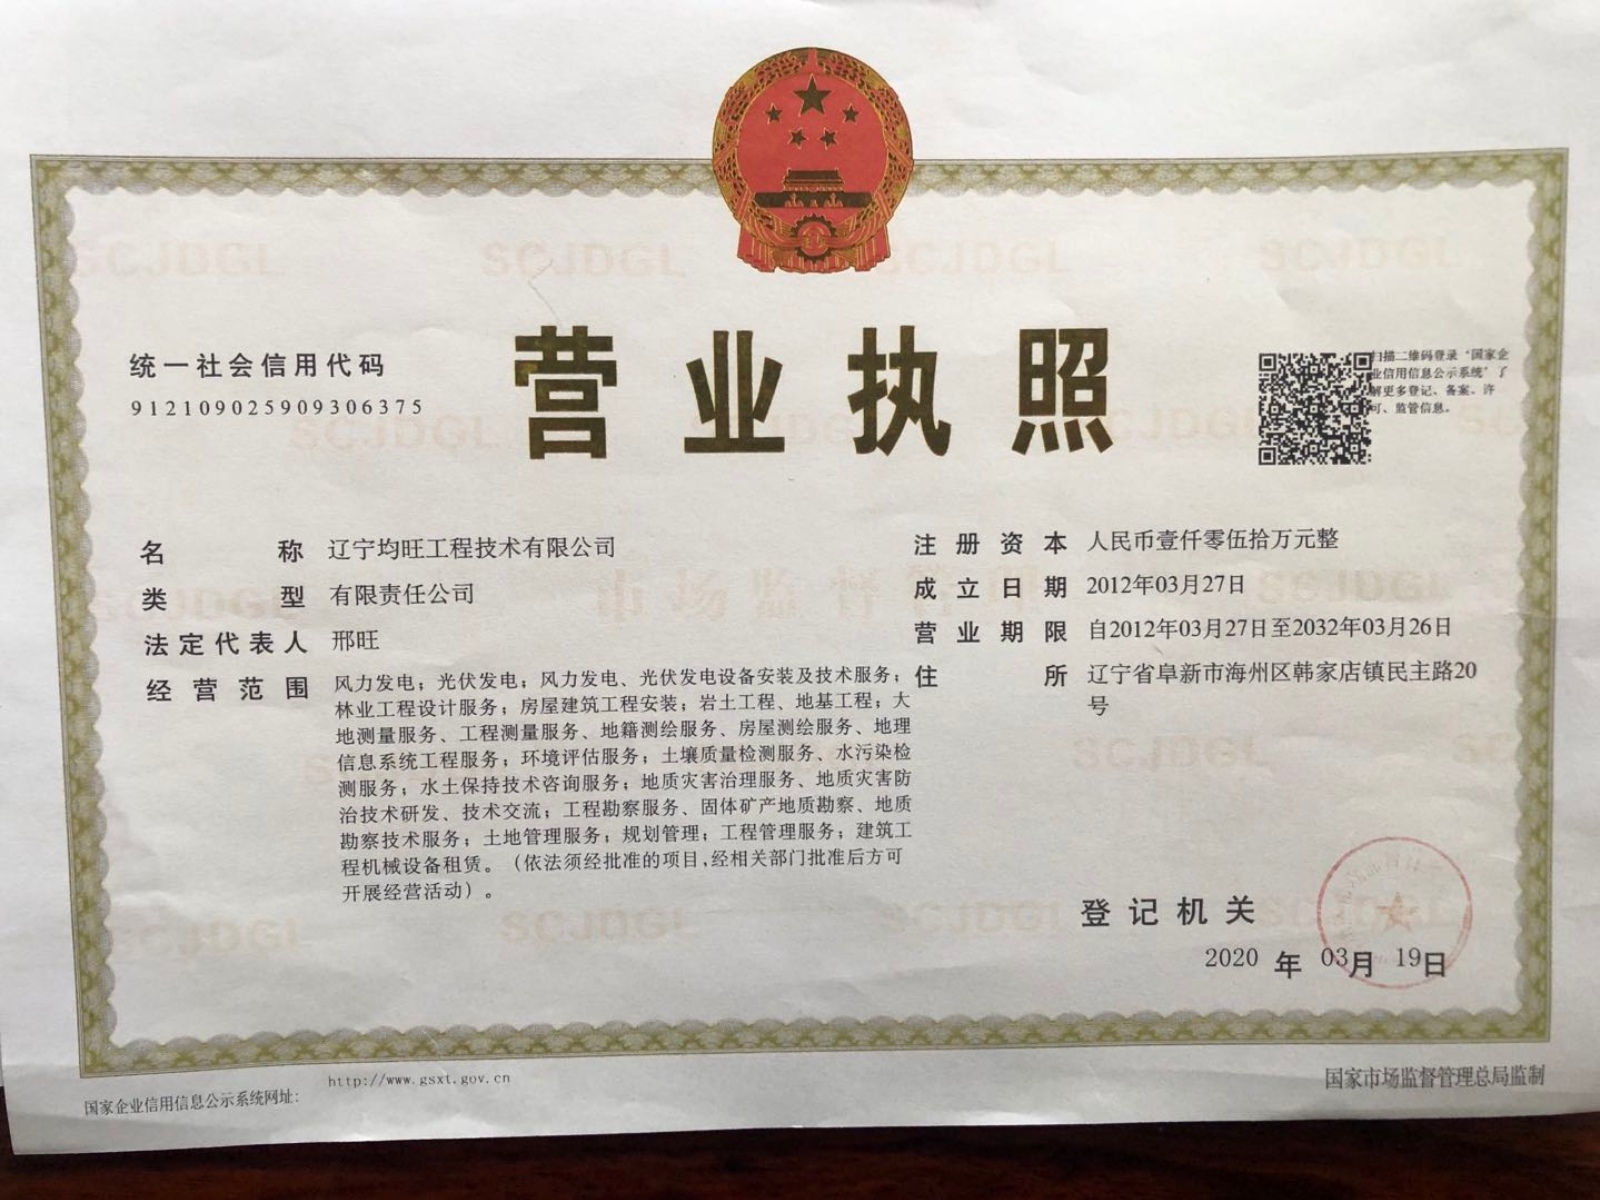 营业执照
统一社会信用代码
912109025909306375
扫描二维码登录“国家企
业信用信息公示系统”了
解更多登记、备案、许
可、监管信息。
名称 辽宁均旺工程技术有限公司
类型 有限责任公司
法定代表人 邢旺
经营范围 风力发电；光伏发电；风力发电、光伏发电设备安装及技术服务；
林业工程设计服务；房屋建筑工程安装；岩土工程、地基工程；大
地测量服务、工程测量服务、地籍测绘服务、房屋测绘服务、地理
信息系统工程服务；环境评估服务；土壤质量检测服务、水污染检
测服务；水土保持技术咨询服务；地质灾害治理服务、地质灾害防
治技术研发、技术交流；工程勘察服务、固体矿产地质勘察、地质
勘察技术服务；土地管理服务；规划管理；工程管理服务；建筑工
程机械设备租赁。（依法须经批准的项目,经相关部门批准后方可
开展经营活动）。
注册资本 人民币壹仟零伍拾万元整
成立日期 2012年03月27日
营业期限 自2012年03月27日至2032年03月26日
住所 辽宁省阜新市海州区韩家店镇民主路20
号
登记机关
2020 年 03月 19日
国家企业信用信息公示系统网址: http://www.gsxt.gov.cn
国家市场监督管理总局监制